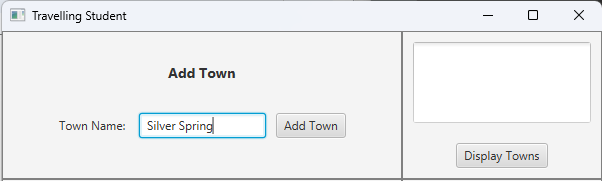 Travelling Student
Add Town
Town Name: Silver Spring Add Town
Display Towns